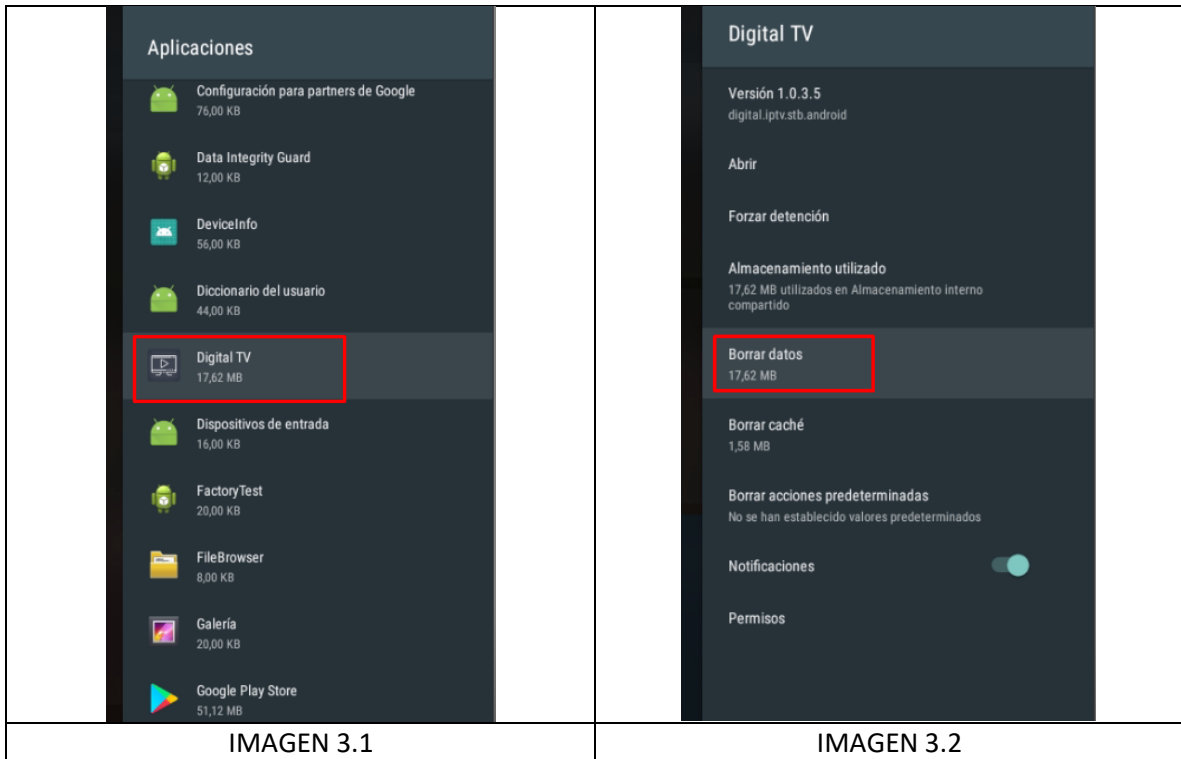 Aplicaciones
Configuración para partners de Google
76,00 KB
Data Integrity Guard
12,00 KB
DeviceInfo
56,00 KB
Diccionario del usuario
44,00 KB
Digital TV
17,62 MB
Dispositivos de entrada
16,00 KB
FactoryTest
20,00 KB
FileBrowser
8,00 KB
Galería
20,00 KB
Google Play Store
51,12 MB
IMAGEN 3.1
Digital TV
Versión 1.0.3.5
digital.iptv.stb.android
Abrir
Forzar detención
Almacenamiento utilizado
17,62 MB utilizados en Almacenamiento interno
compartido
Borrar datos
17,62 MB
Borrar caché
1,58 MB
Borrar acciones predeterminadas
No se han establecido valores predeterminados
Notificaciones
Permisos
IMAGEN 3.2